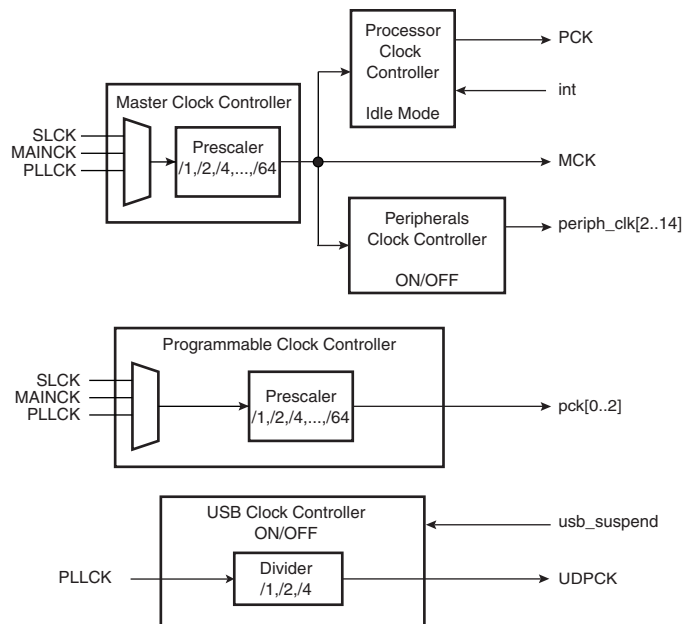 Processor
Clock
Controller
Idle Mode
PCK
int
Master Clock Controller
SLCK
MAINCK
PLLCK
Prescaler
/1,/2,/4,...,/64
MCK
Peripherals
Clock Controller
ON/OFF
periph_clk[2..14]
Programmable Clock Controller
SLCK
MAINCK
PLLCK
Prescaler
/1,/2,/4,...,/64
pck[0..2]
USB Clock Controller
ON/OFF
usb_suspend
PLLCK
Divider
/1,/2,/4
UDPCK